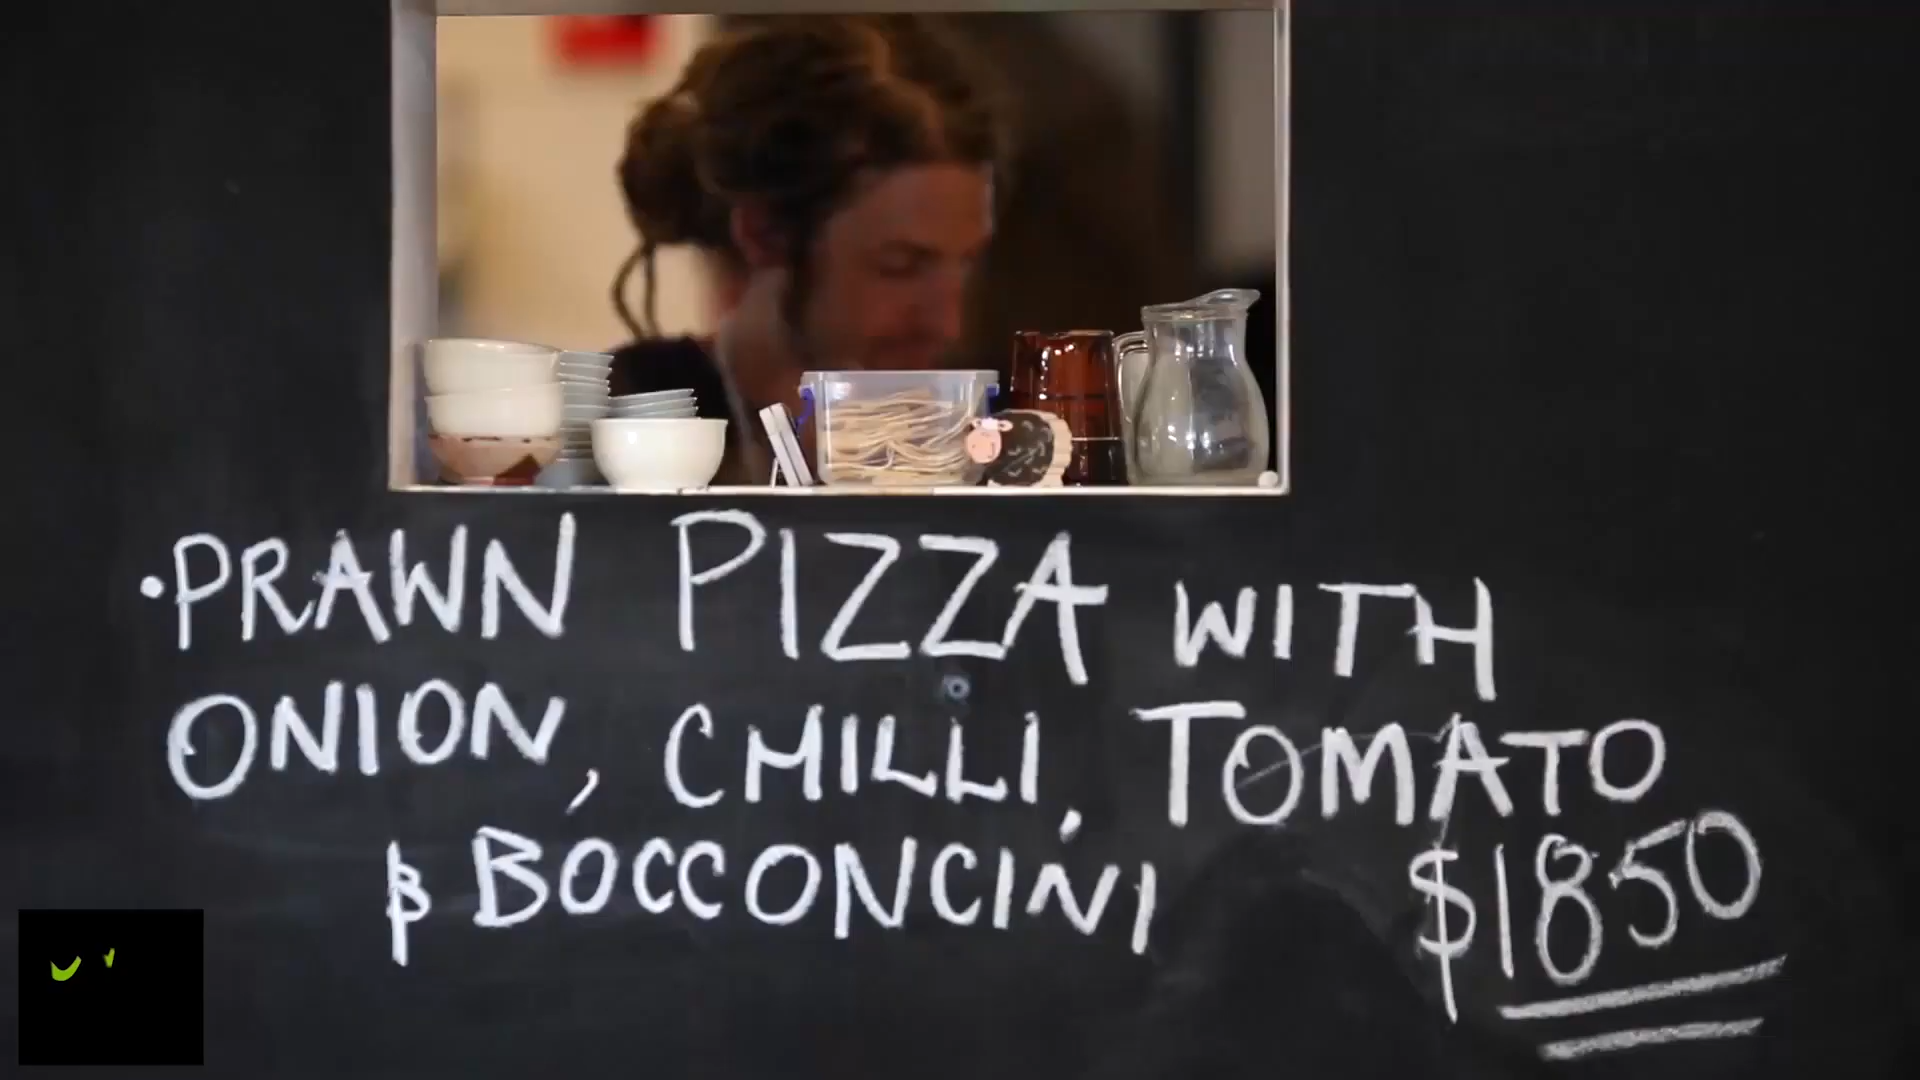 ·PRAWN PIZZA WITH
ONION, CHILLI, TOMATO
& BOCCONCINI $1850